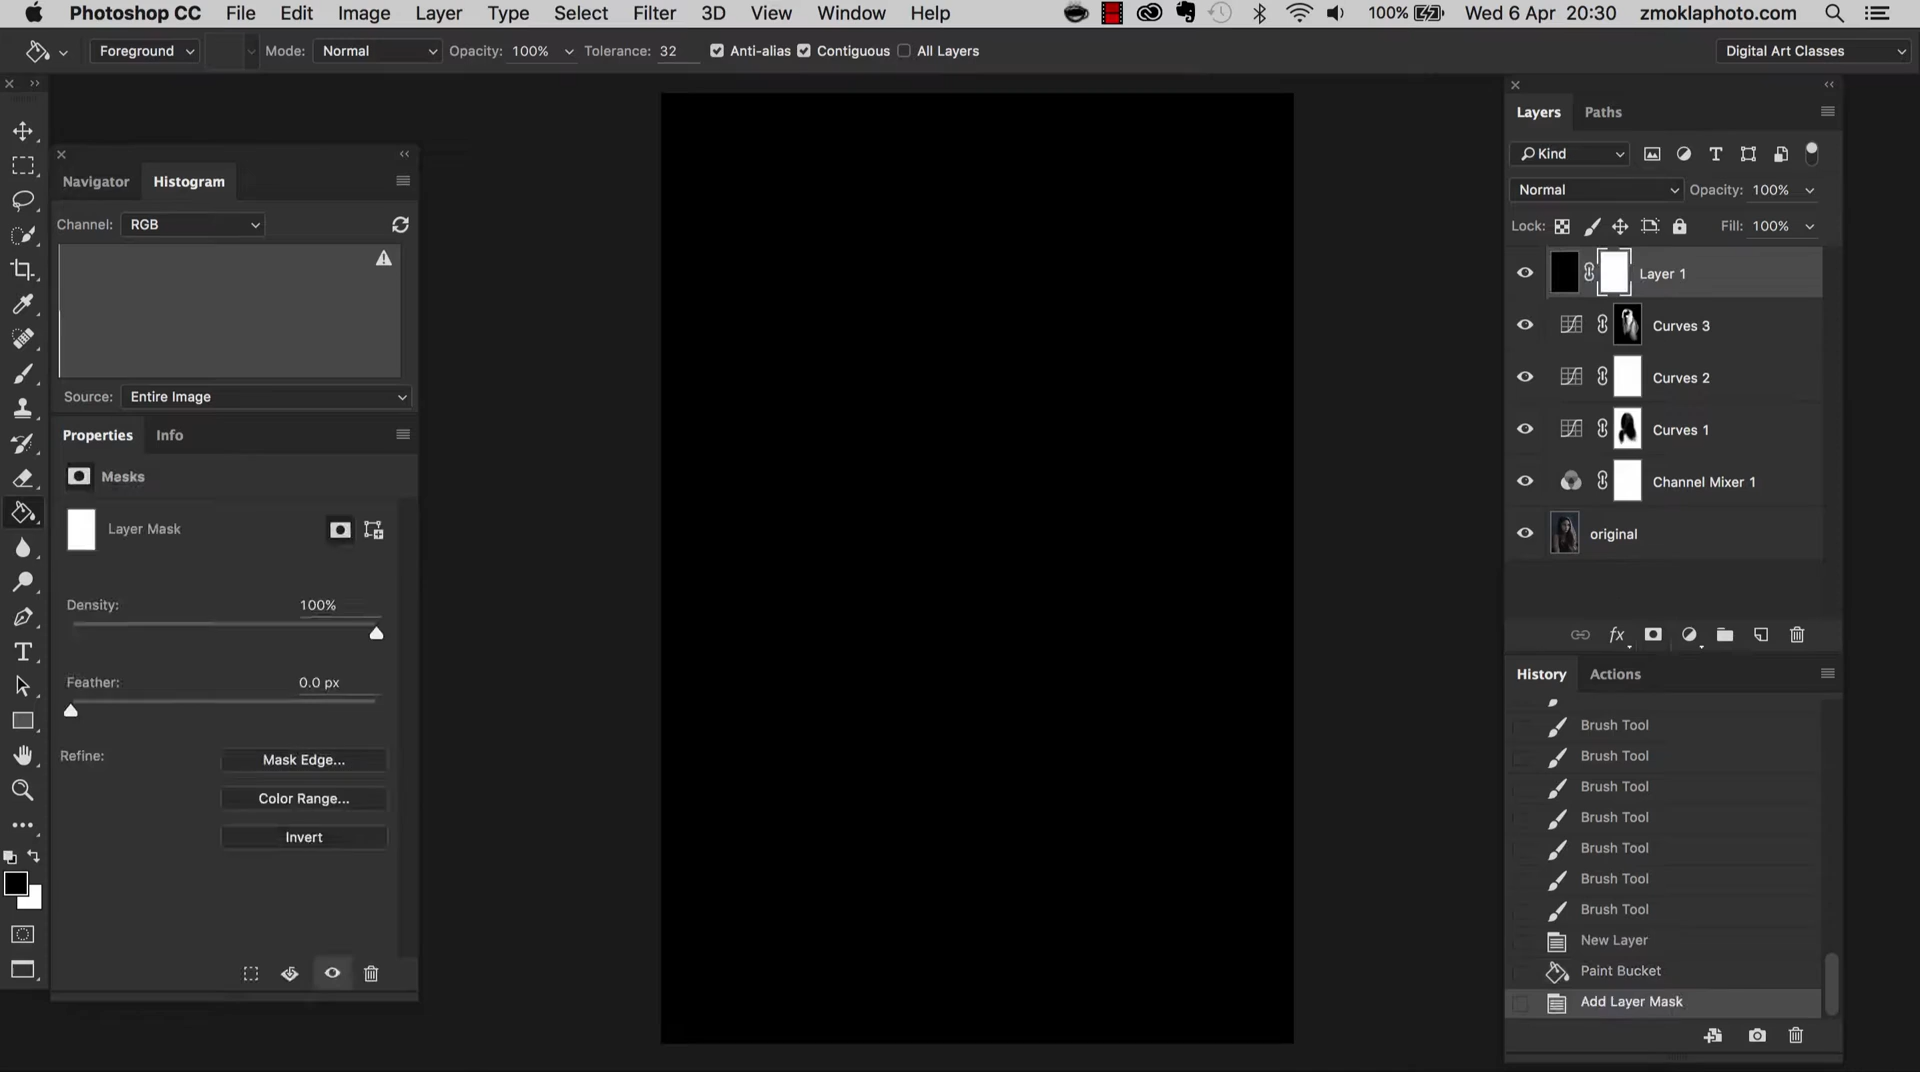 Photoshop CC File Edit Image Layer Type Select Filter 3D View Window Help 100% Wed 6 Apr 20:30 zmoklaphoto.com
Foreground Mode: Normal Opacity: 100% Tolerance: 32 Anti-alias Contiguous All Layers Digital Art Classes
Navigator Histogram
Channel: RGB
Source: Entire Image
Properties Info
Masks
Layer Mask
Density: 100%
Feather: 0.0 px
Refine: Mask Edge...
Color Range...
Invert
Layers Paths
Kind
Normal Opacity: 100%
Lock: Fill: 100%
Layer 1
Curves 3
Curves 2
Curves 1
Channel Mixer 1
original
fx
History Actions
Brush Tool
Brush Tool
Brush Tool
Brush Tool
Brush Tool
Brush Tool
Brush Tool
New Layer
Paint Bucket
Add Layer Mask